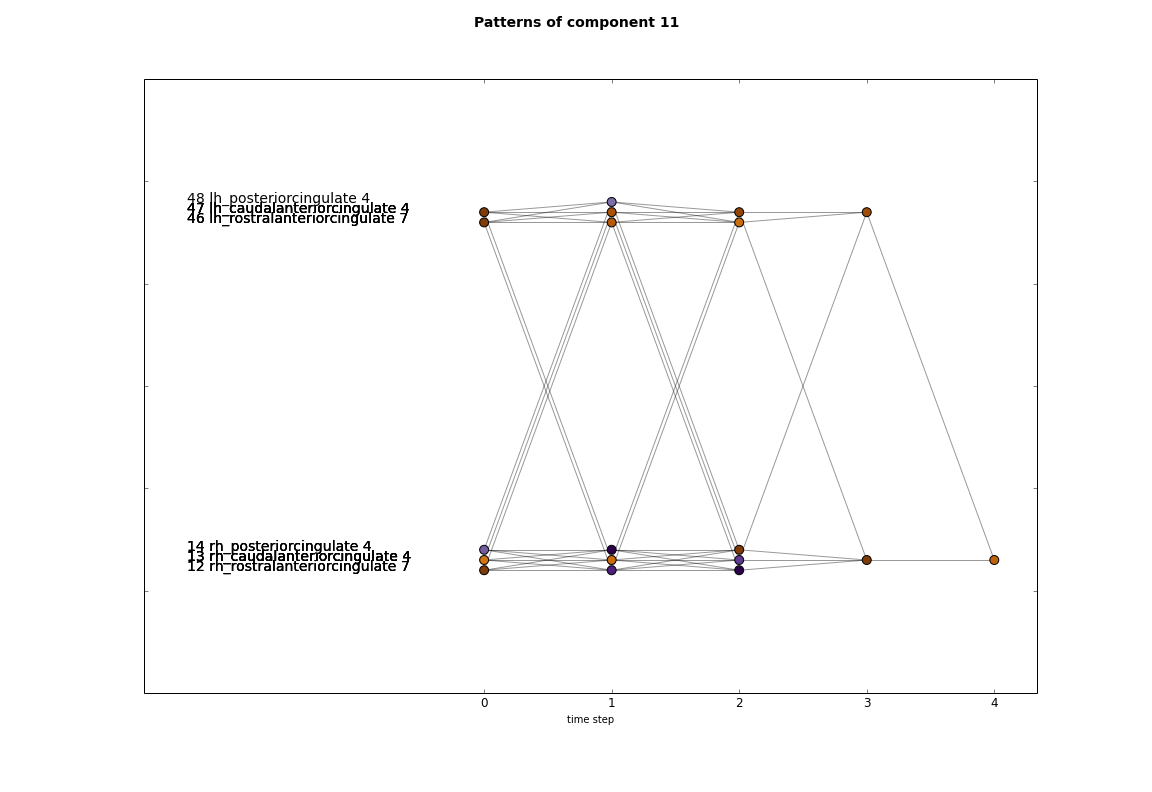 Patterns of component 11
48 lh_posteriorcingulate 4
47 lh_caudalanteriorcingulate 4
46 lh_rostralanteriorcingulate 7
14 rh_posteriorcingulate 4
13 rh_caudalanteriorcingulate 4
12 rh_rostralanteriorcingulate 7
0 1 2 3 4
time step